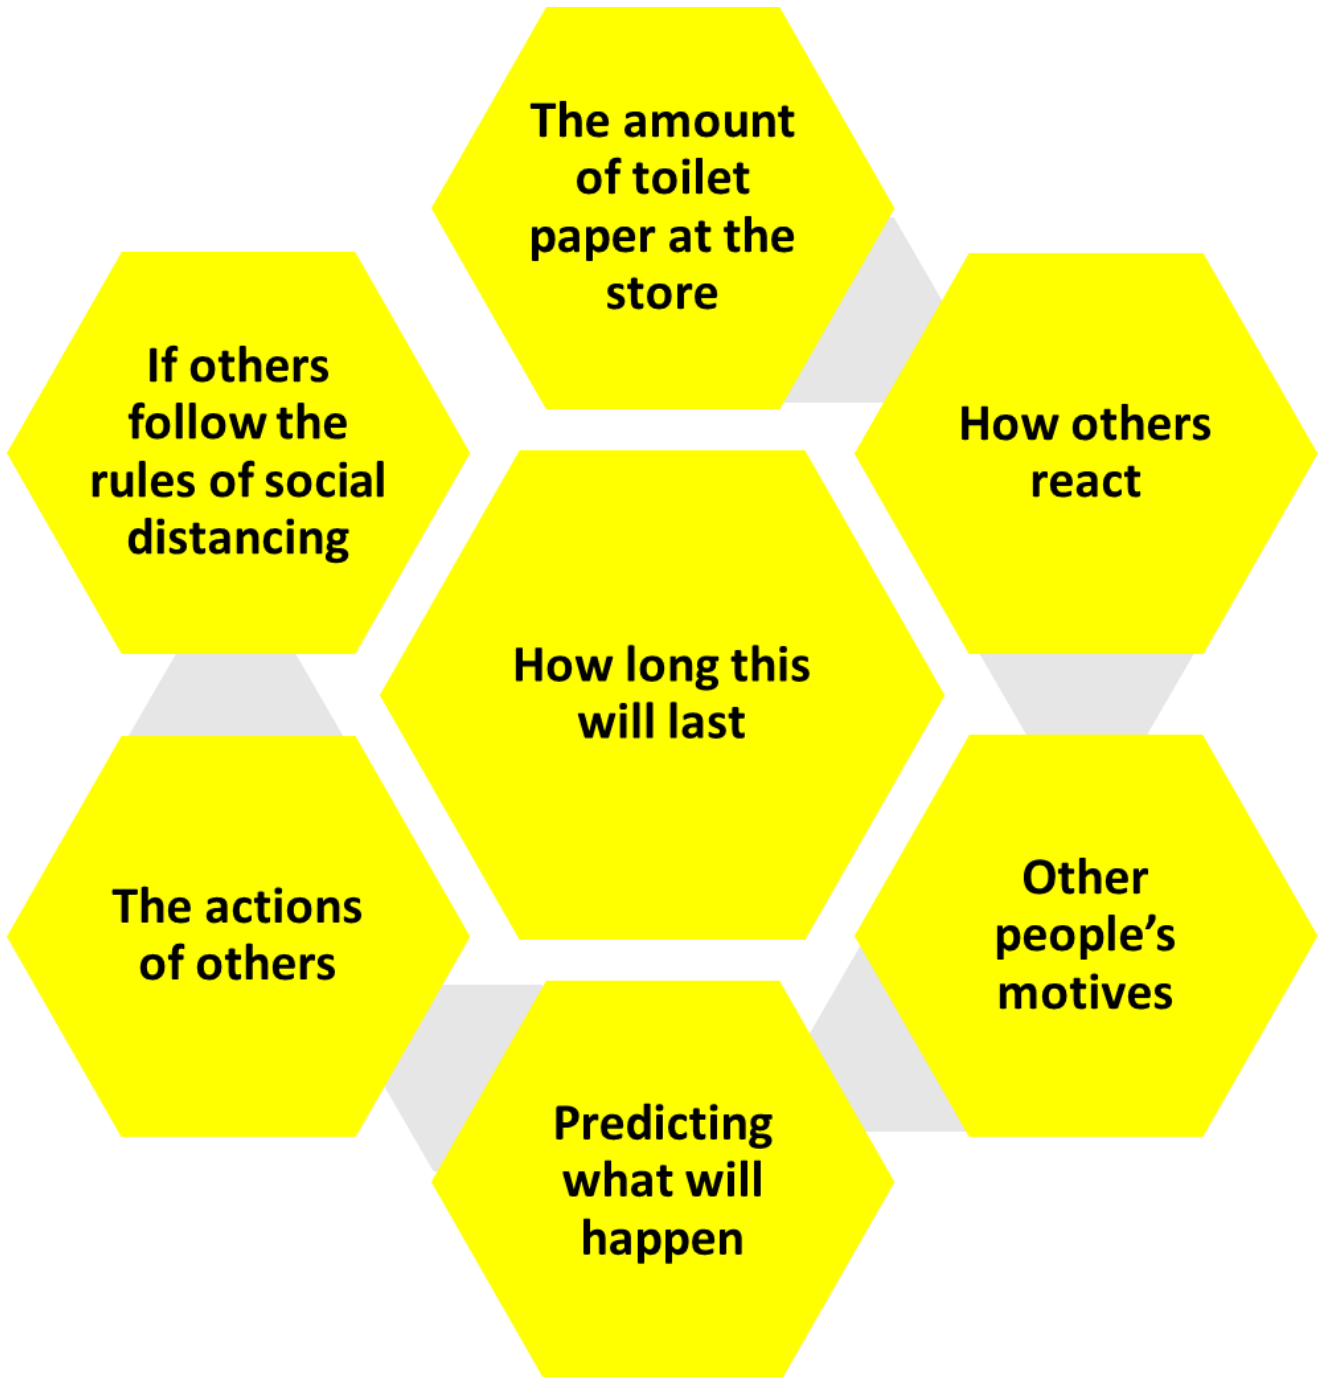 The amount
of toilet
paper at the
store
If others
follow the
rules of social
distancing
How others
react
How long this
will last
The actions
of others
Other
people’s
motives
Predicting
what will
happen